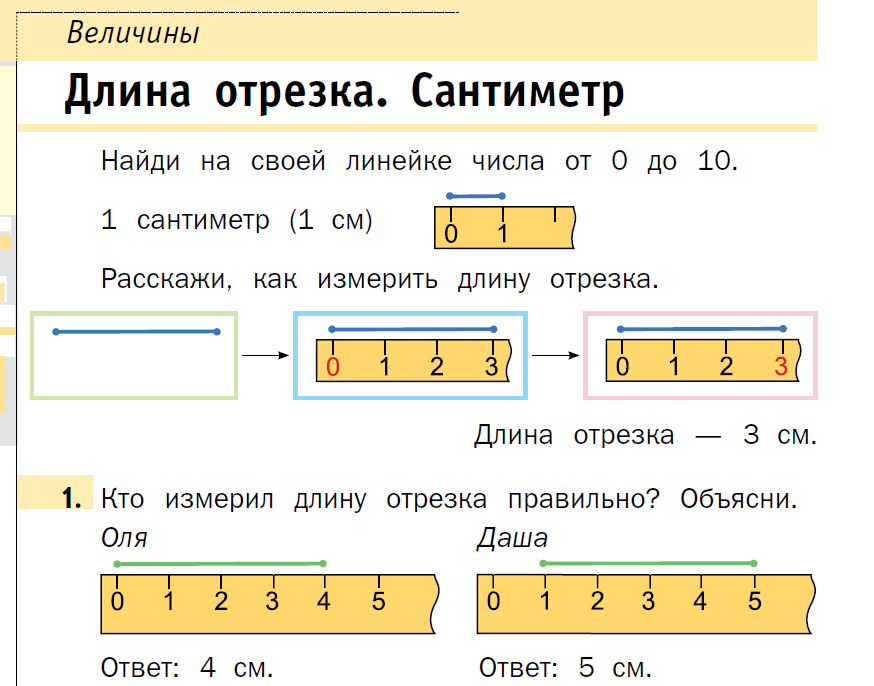 Величины
Длина отрезка. Сантиметр
Найди на своей линейке числа от 0 до 10.
1 сантиметр (1 см)
0 1
Расскажи, как измерить длину отрезка.
0 1 2 3
0 1 2 3
Длина отрезка — 3 см.
1. Кто измерил длину отрезка правильно? Объясни.
Оля
Даша
0 1 2 3 4 5
0 1 2 3 4 5
Ответ: 4 см.
Ответ: 5 см.